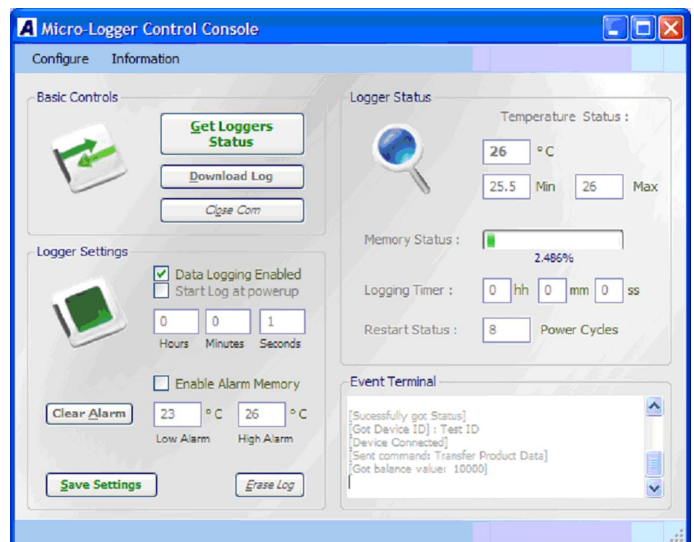 A Micro-Logger Control Console
Configure Information
Basic Controls
Get Loggers
Status
Download Log
Close Com
Logger Settings
Data Logging Enabled
Start Log at powerup
0 0 1
Hours Minutes Seconds
Enable Alarm Memory
Clear Alarm 23 °C 26 °C
Low Alarm High Alarm
Save Settings Erase Log
Logger Status
Temperature Status :
26 °C
25.5 Min 26 Max
Memory Status :
2.486%
Logging Timer : 0 hh 0 mm 0 ss
Restart Status : 8 Power Cycles
Event Terminal
[Sucessfully got Status]
[Got Device ID] : Test ID
[Device Connected]
[Sent command: Transfer Product Data]
[Got balance value: 10000]